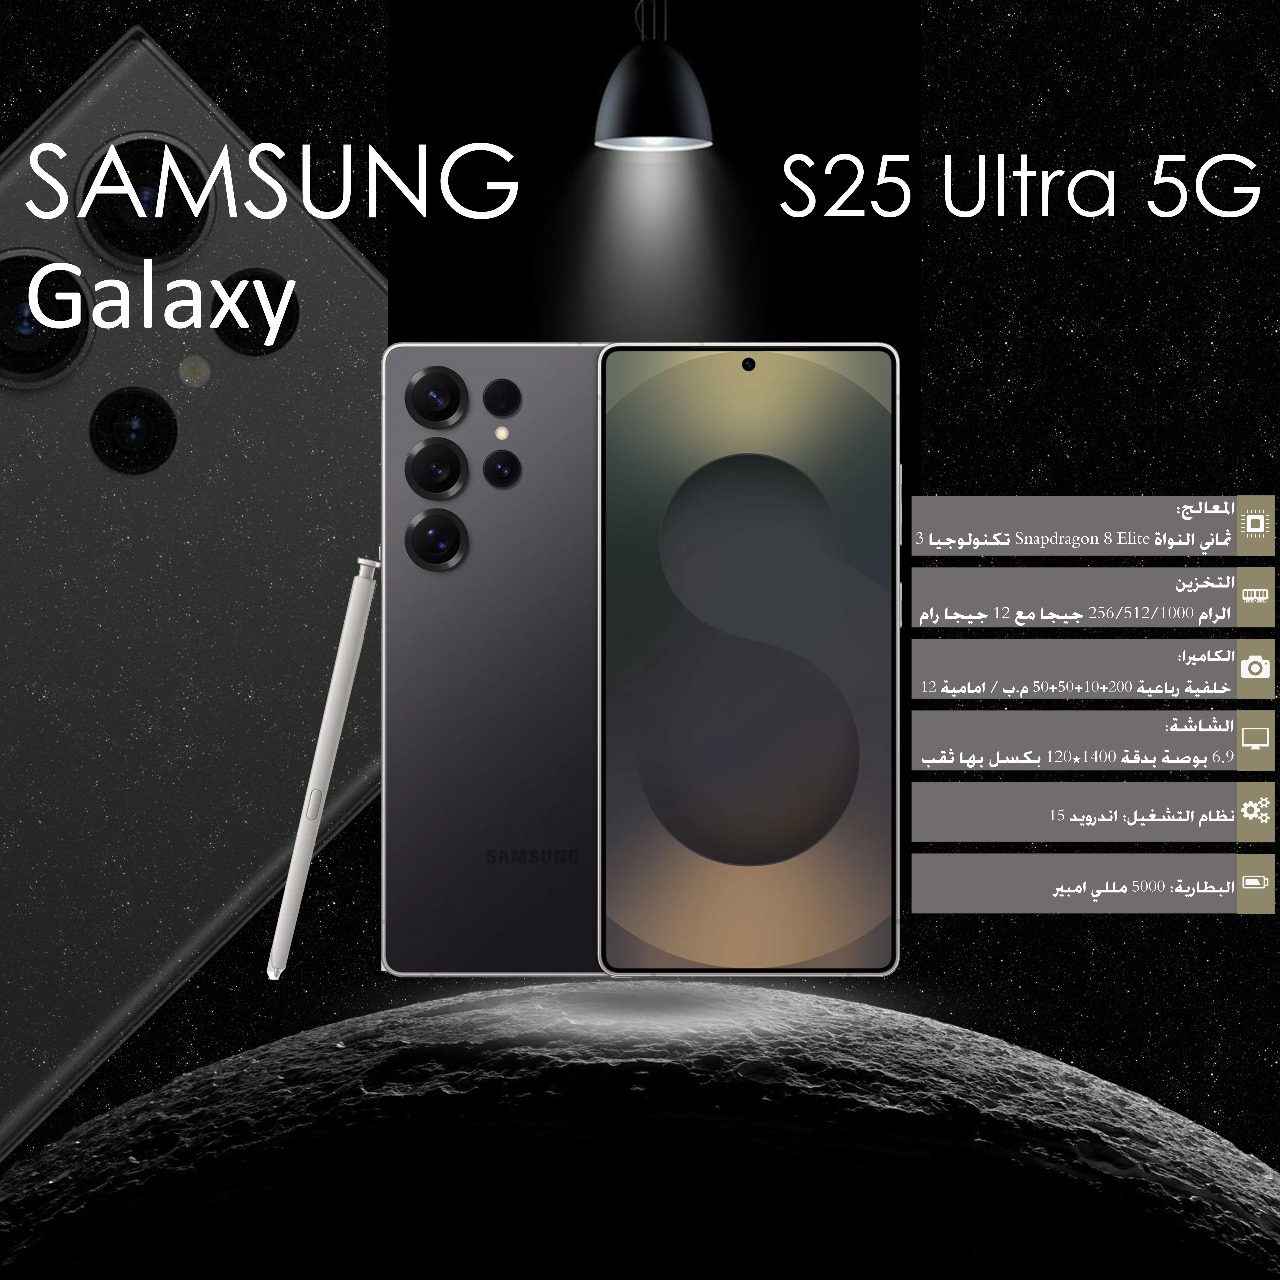 SAMSUNG
Galaxy
S25 Ultra 5G
SAMSUNG
المعالج:
ثماني النواة Snapdragon 8 Elite تكنولوجيا 3
التخزين
الرام 256/512/1000 جيجا مع 12 جيجا رام
الكاميرا:
خلفية رباعية 200+10+50+50 م.ب / امامية 12
الشاشة:
6.9 بوصة بدقة 1400*120 بكسل بها ثقب
نظام التشغيل: اندرويد 15
البطارية: 5000 مللي امبير